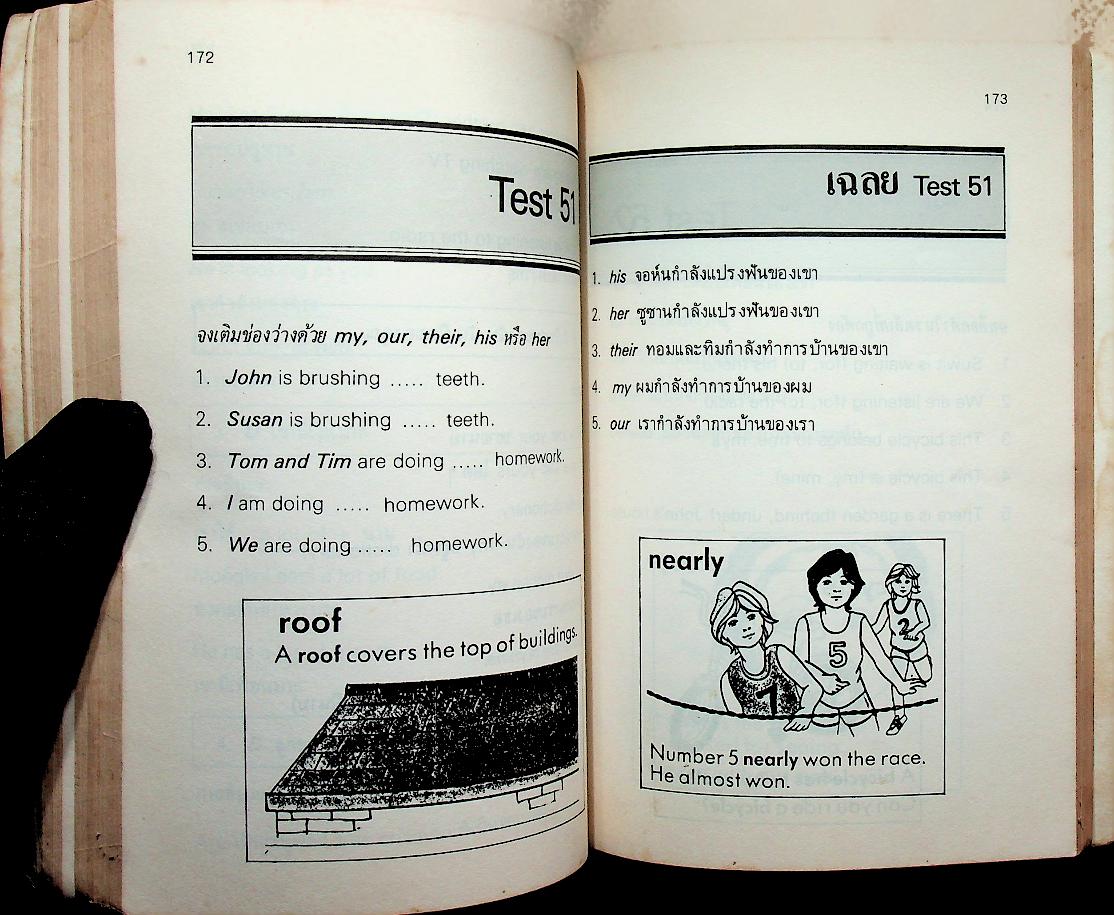 172
Test 51
จงเติมช่องว่างด้วย my, our, their, his หรือ her
1. John is brushing ..... teeth.
2. Susan is brushing ..... teeth.
3. Tom and Tim are doing ..... homework.
4. I am doing ..... homework.
5. We are doing ..... homework.
roof
A roof covers the top of buildings.
173
เฉลย Test 51
1. his จอห์นกำลังแปรงฟันของเขา
2. her ซูซานกำลังแปรงฟันของเขา
3. their ทอมและทิมกำลังทำการบ้านของเขา
4. my ผมกำลังทำการบ้านของผม
5. our เรากำลังทำการบ้านของเรา
nearly
2
5
7
Number 5 nearly won the race.
He almost won.